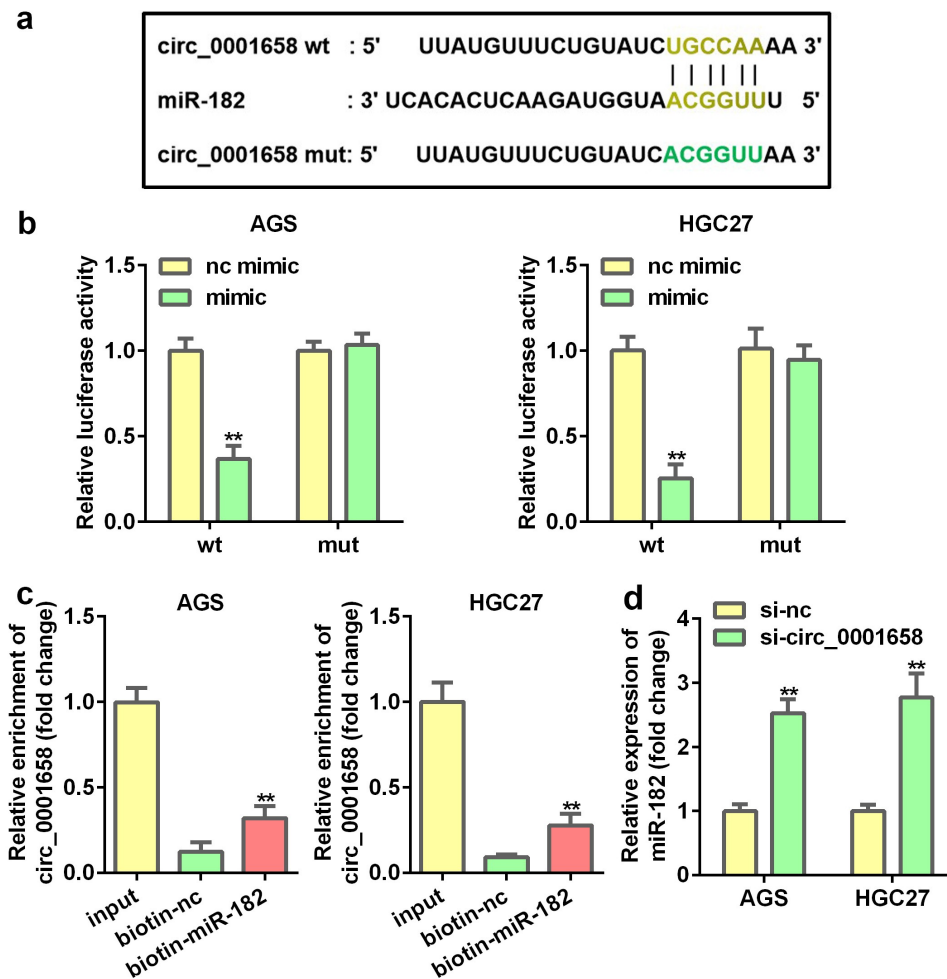 a
circ_0001658 wt : 5' UUAUGUUUCUGUAUCUGCCAAAA 3'
miR-182 : 3' UCACACUCAAGAUGGUAACGGUUU 5'
circ_0001658 mut: 5' UUAUGUUUCUGUAUCACGGUUAA 3'
b
AGS
nc mimic
mimic
Relative luciferase activity
1.5
1.0
0.5
0.0
**
wt mut
HGC27
nc mimic
mimic
Relative luciferase activity
1.5
1.0
0.5
0.0
**
wt mut
c
AGS
Relative enrichment of
circ_0001658 (fold change)
1.5
1.0
0.5
0.0
**
input
biotin-nc
biotin-miR-182
HGC27
Relative enrichment of
circ_0001658 (fold change)
1.5
1.0
0.5
0.0
**
input
biotin-nc
biotin-miR-182
d
si-nc
si-circ_0001658
Relative expression of
miR-182 (fold change)
4
3
2
1
0
** **
AGS HGC27